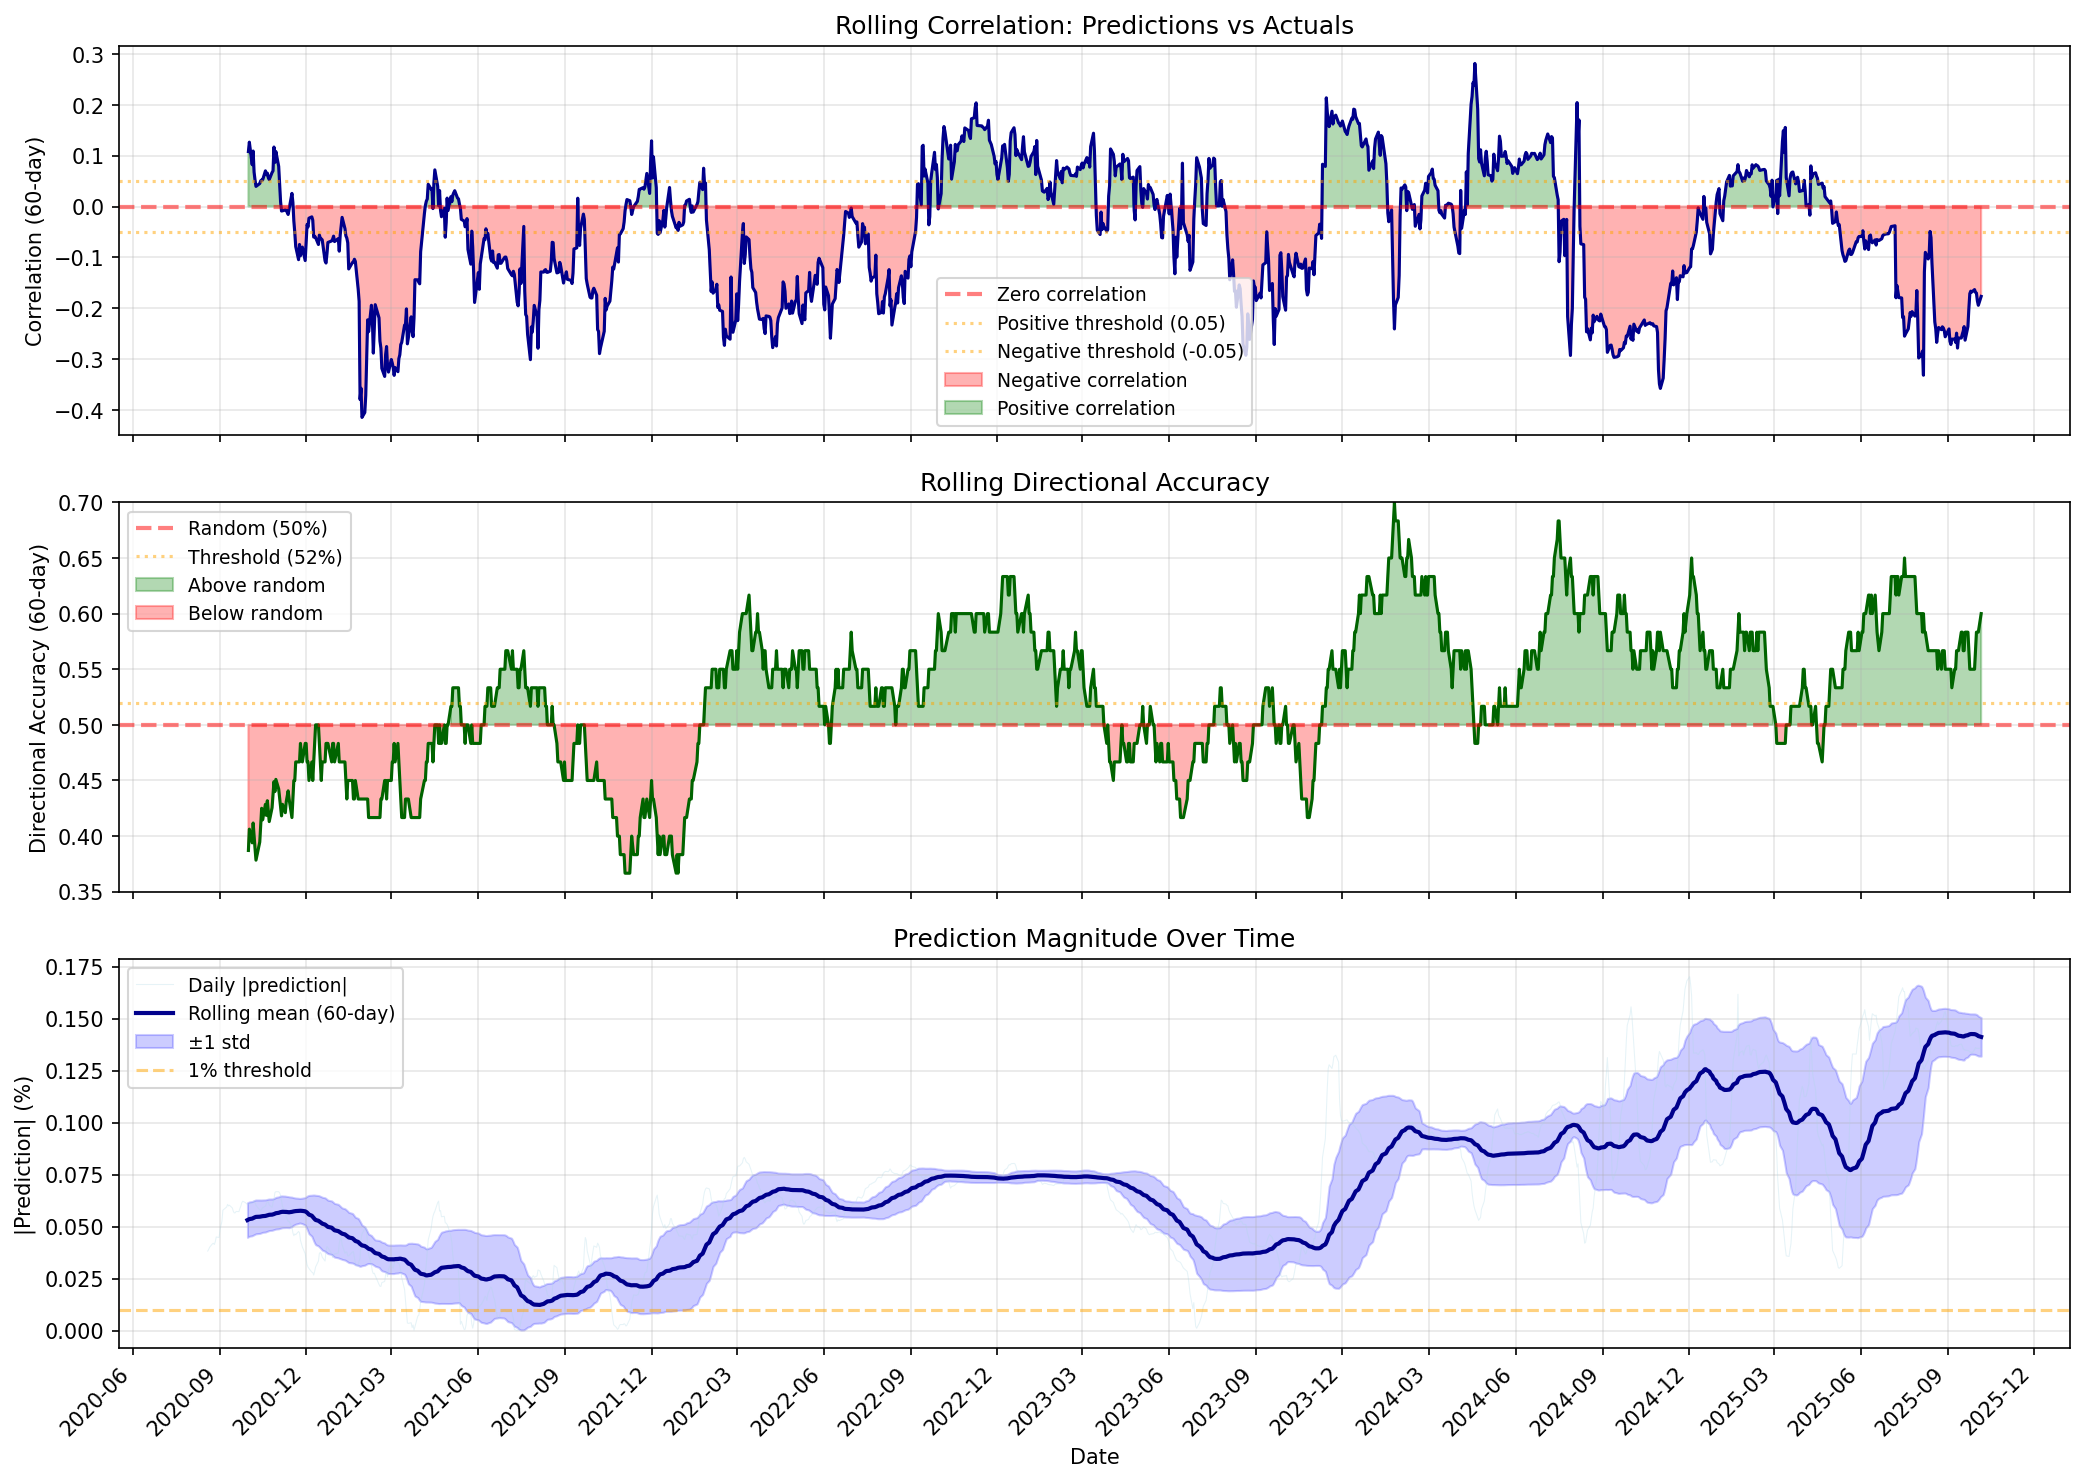 Rolling Correlation: Predictions vs Actuals
Correlation (60-day)
0.3
0.2
0.1
0.0
−0.1
−0.2
−0.3
−0.4
Zero correlation
Positive threshold (0.05)
Negative threshold (-0.05)
Negative correlation
Positive correlation
Rolling Directional Accuracy
Directional Accuracy (60-day)
0.70
0.65
0.60
0.55
0.50
0.45
0.40
0.35
Random (50%)
Threshold (52%)
Above random
Below random
Prediction Magnitude Over Time
|Prediction| (%)
0.175
0.150
0.125
0.100
0.075
0.050
0.025
0.000
Daily |prediction|
Rolling mean (60-day)
±1 std
1% threshold
2020-06
2020-09
2020-12
2021-03
2021-06
2021-09
2021-12
2022-03
2022-06
2022-09
2022-12
2023-03
2023-06
2023-09
2023-12
2024-03
2024-06
2024-09
2024-12
2025-03
2025-06
2025-09
2025-12
Date